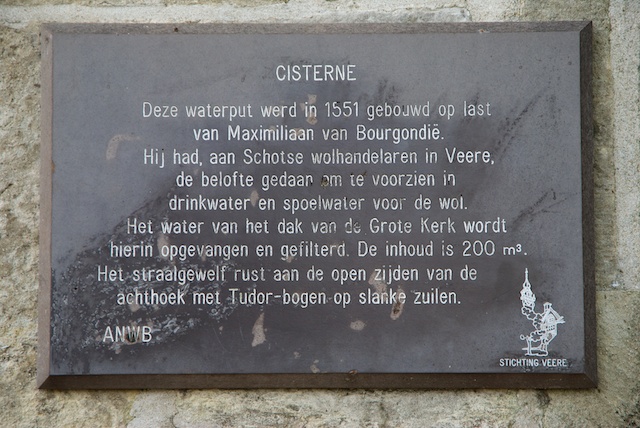 CISTERNE
Deze waterput werd in 1551 gebouwd op last
van Maximiliaan van Bourgondië.
Hij had, aan Schotse wolhandelaren in Veere,
de belofte gedaan om te voorzien in
drinkwater en spoelwater voor de wol.
Het water van het dak van de Grote Kerk wordt
hierin opgevangen en gefilterd. De inhoud is 200 m³.
Het straalgewelf rust aan de open zijden van de
achthoek met Tudor-bogen op slanke zuilen.
ANWB
STICHTING VEERE